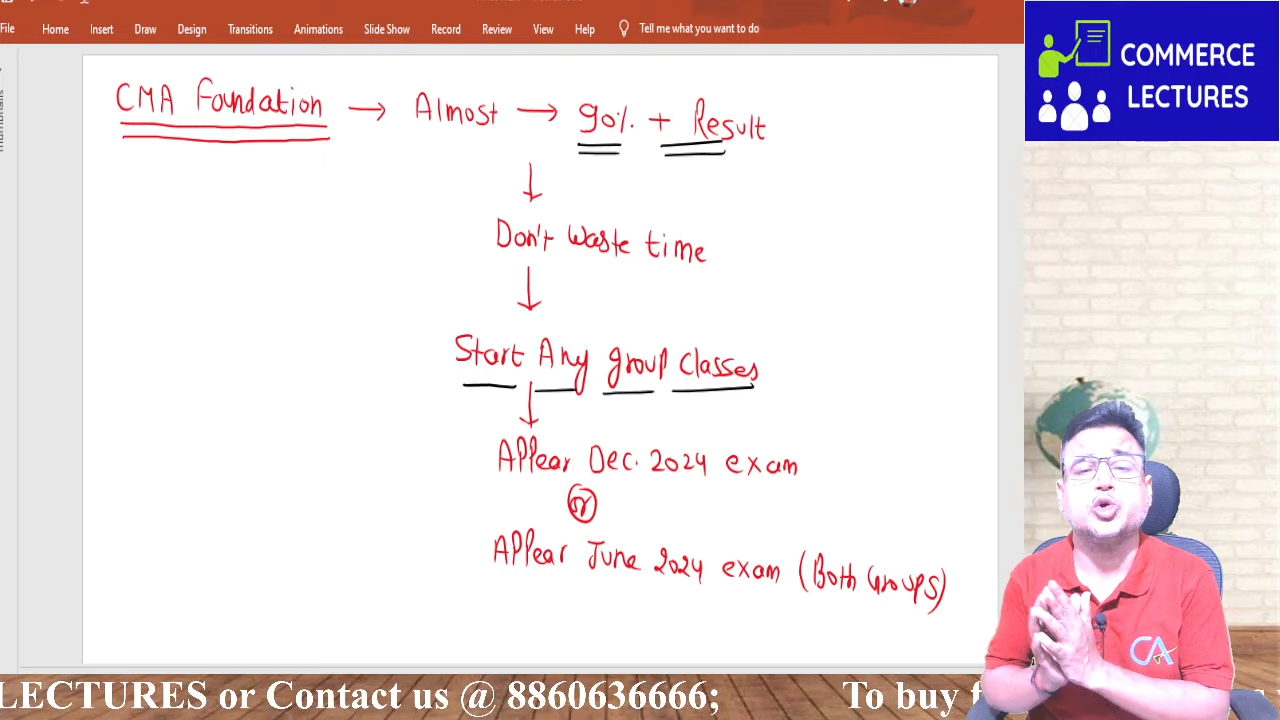 File Home Insert Draw Design Transitions Animations Slide Show Record Review View Help Tell me what you want to do
COMMERCE
LECTURES
CMA Foundation → Almost → 90% + Result
↓
Don't Waste time
↓
Start Any group Classes
↓
Appear Dec. 2024 exam
or
Appear June 2024 exam (Both Groups)
CA
LECTURES or Contact us @ 8860636666; To buy f